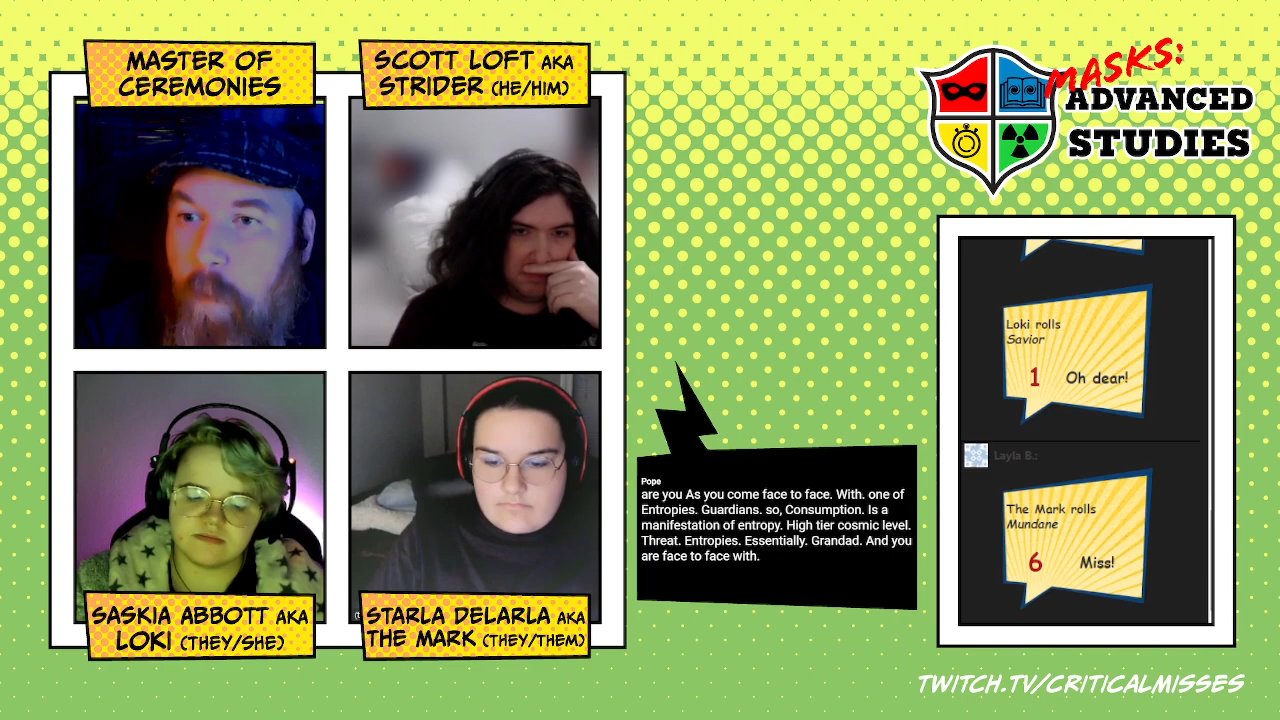 MASTER OF
CEREMONIES
SCOTT LOFT AKA
STRIDER (HE/HIM)
SASKIA ABBOTT AKA
LOKI (THEY/SHE)
STARLA DELARLA AKA
THE MARK (THEY/THEM)
Pope
are you As you come face to face. With. one of
Entropies. Guardians. so, Consumption. Is a
manifestation of entropy. High tier cosmic level.
Threat. Entropies. Essentially. Grandad. And you
are face to face with.
MASKS:
ADVANCED
STUDIES
Loki rolls
Savior
1 Oh dear!
Layla B.:
The Mark rolls
Mundane
6 Miss!
TWITCH.TV/CRITICALMISSES